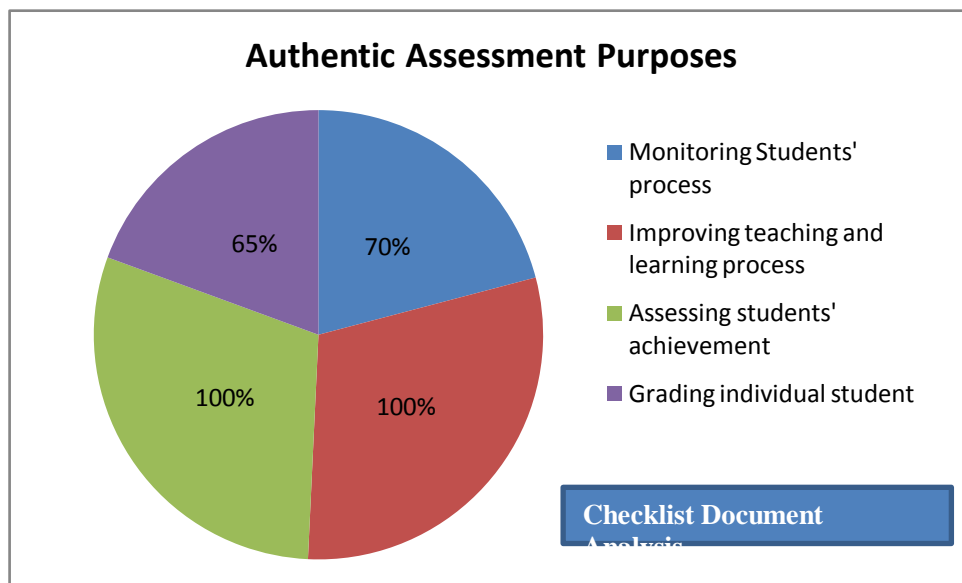 Authentic Assessment Purposes
65%
70%
100%
100%
Monitoring Students'
process
Improving teaching and
learning process
Assessing students'
achievement
Grading individual student
Checklist Document
Analysis